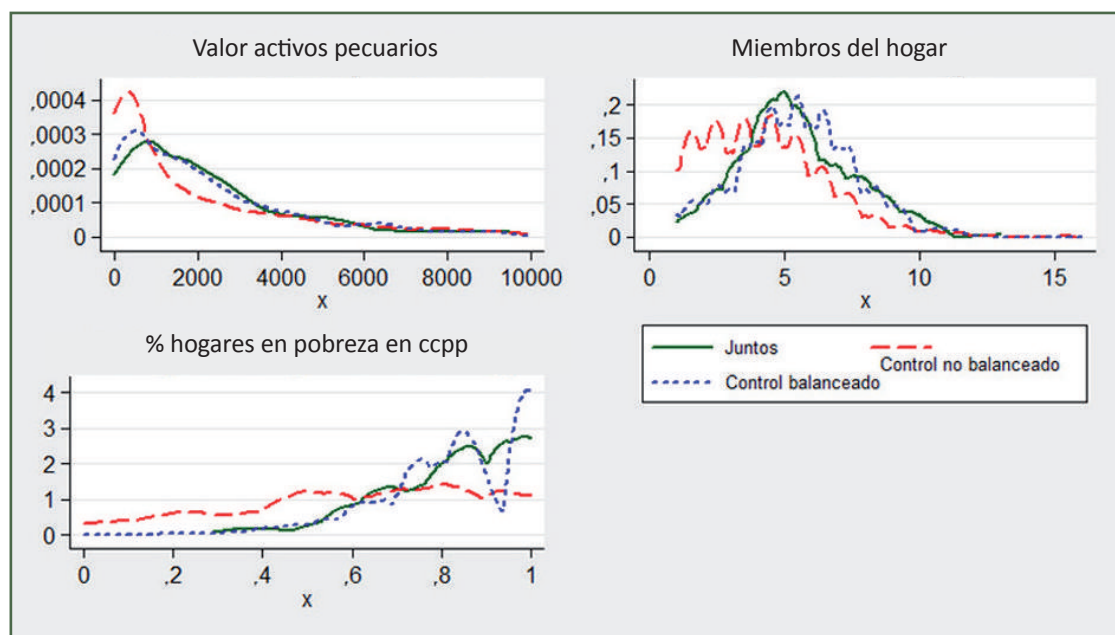 Valor activos pecuarios
,0004
,0003
,0002
,0001
0
0 2000 4000 6000 8000 10000
x
Miembros del hogar
,2
,15
,1
,05
0
0 5 10 15
x
% hogares en pobreza en ccpp
4
3
2
1
0
0 ,2 ,4 ,6 ,8 1
x
Juntos
Control no balanceado
Control balanceado